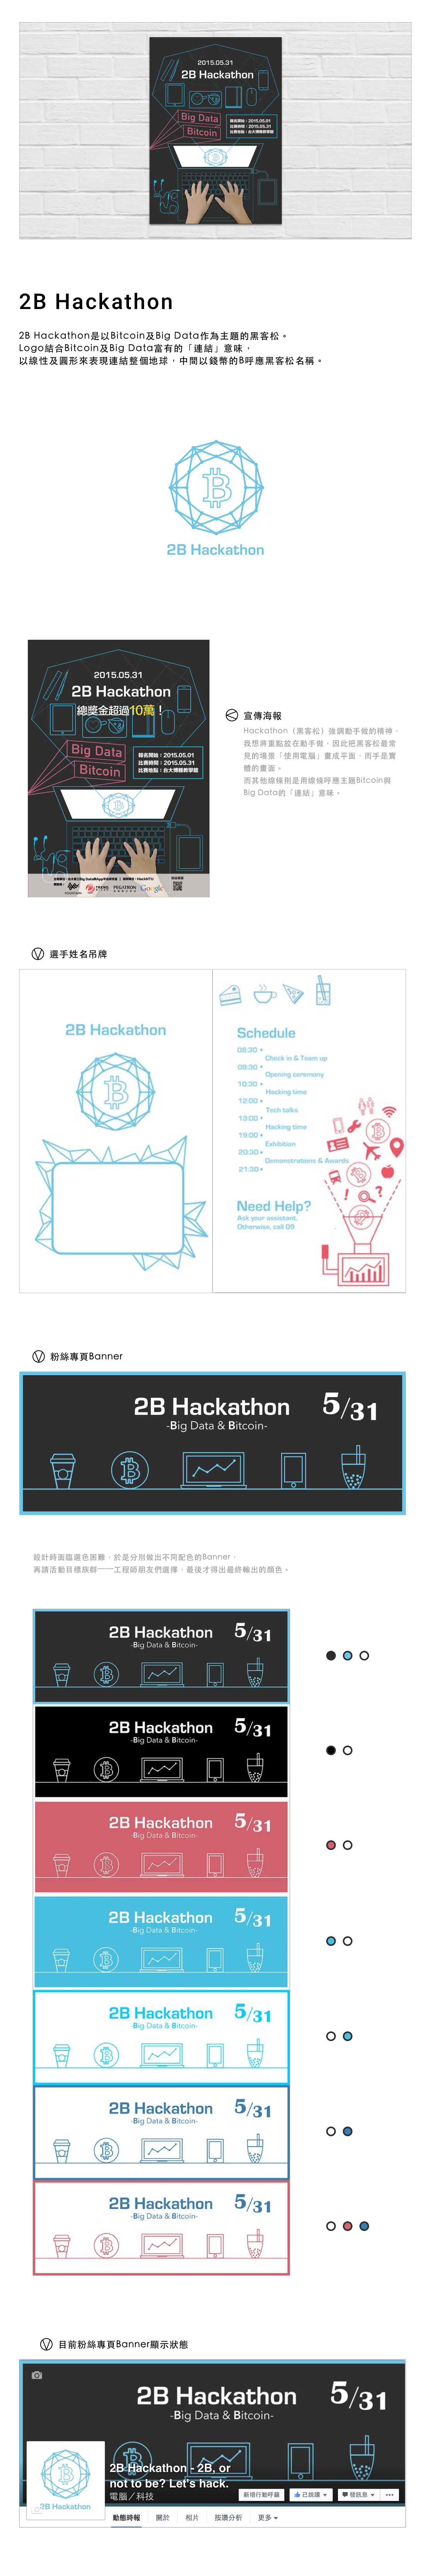 2015.05.31
2B Hackathon
Big Data
Bitcoin
報名開始：2015.05.01
比賽時間：2015.05.31
比賽地點：台大博雅教學館
2B Hackathon
2B Hackathon是以Bitcoin及Big Data作為主題的黑客松。
Logo結合Bitcoin及Big Data富有的「連結」意味，
以線性及圓形來表現連結整個地球，中間以錢幣的B呼應黑客松名稱。
2B Hackathon
2015.05.31
2B Hackathon
總獎金超過10萬！
Big Data
Bitcoin
報名開始：2015.05.01
比賽時間：2015.05.31
比賽地點：台大博雅教學館
PEGATRON
Google
宣傳海報
Hackathon（黑客松）強調動手做的精神，
我想將重點放在動手做，因此把黑客松最常
見的場景「使用電腦」畫成平面，而手是實
體的畫面。
而其他線條則是用線條呼應主題Bitcoin與
Big Data的「連結」意味。
選手姓名吊牌
2B Hackathon
Schedule
08:30
Check in & Team up
09:30
Opening ceremony
10:30
Hacking time
12:00
Tech talks
13:00
Hacking time
19:00
Exhibition
20:30
Demonstrations & Awards
21:30
Need Help?
Ask your assistant.
Otherwise, call 09
粉絲專頁Banner
2B Hackathon
5/31
-Big Data & Bitcoin-
設計時面臨選色困難，於是分別做出不同配色的Banner，
再請活動目標族群——工程師朋友們選擇，最後才得出最終輸出的顏色。
2B Hackathon
5/31
-Big Data & Bitcoin-
2B Hackathon
5/31
-Big Data & Bitcoin-
2B Hackathon
5/31
-Big Data & Bitcoin-
2B Hackathon
5/31
-Big Data & Bitcoin-
2B Hackathon
5/31
-Big Data & Bitcoin-
2B Hackathon
5/31
-Big Data & Bitcoin-
2B Hackathon
5/31
-Big Data & Bitcoin-
目前粉絲專頁Banner顯示狀態
2B Hackathon
5/31
-Big Data & Bitcoin-
2B Hackathon
2B Hackathon - 2B, or
not to be? Let's hack.
電腦／科技
新增行動呼籲
已說讚
發訊息
動態時報
關於
相片
按讚分析
更多